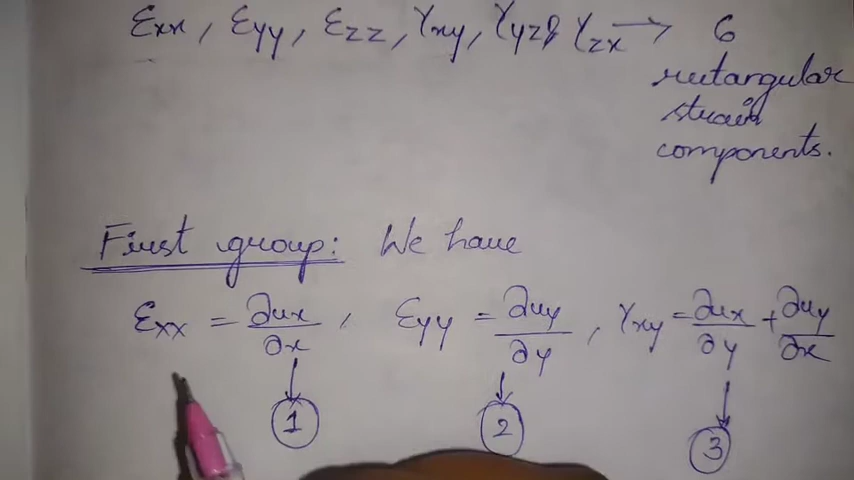 εxx, εyy, εzz, γxy, γyz & γzx → 6
rectangular
strain
components.
First group: We have
εxx = ∂ux/∂x, εyy = ∂uy/∂y, γxy = ∂ux/∂y + ∂uy/∂x
1 2 3